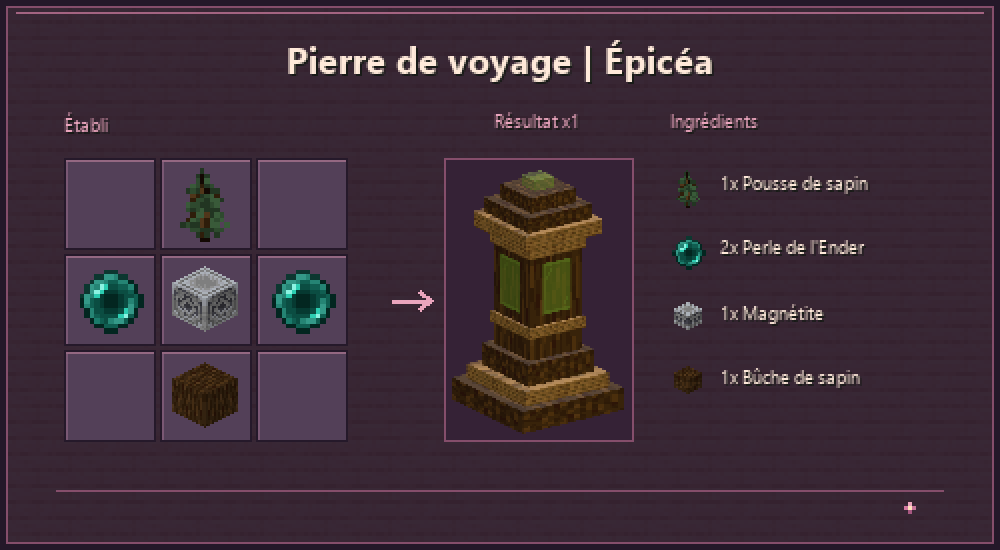 Pierre de voyage | Épicéa
Établi
Résultat x1
Ingrédients
1x Pousse de sapin
2x Perle de l'Ender
1x Magnétite
1x Bûche de sapin